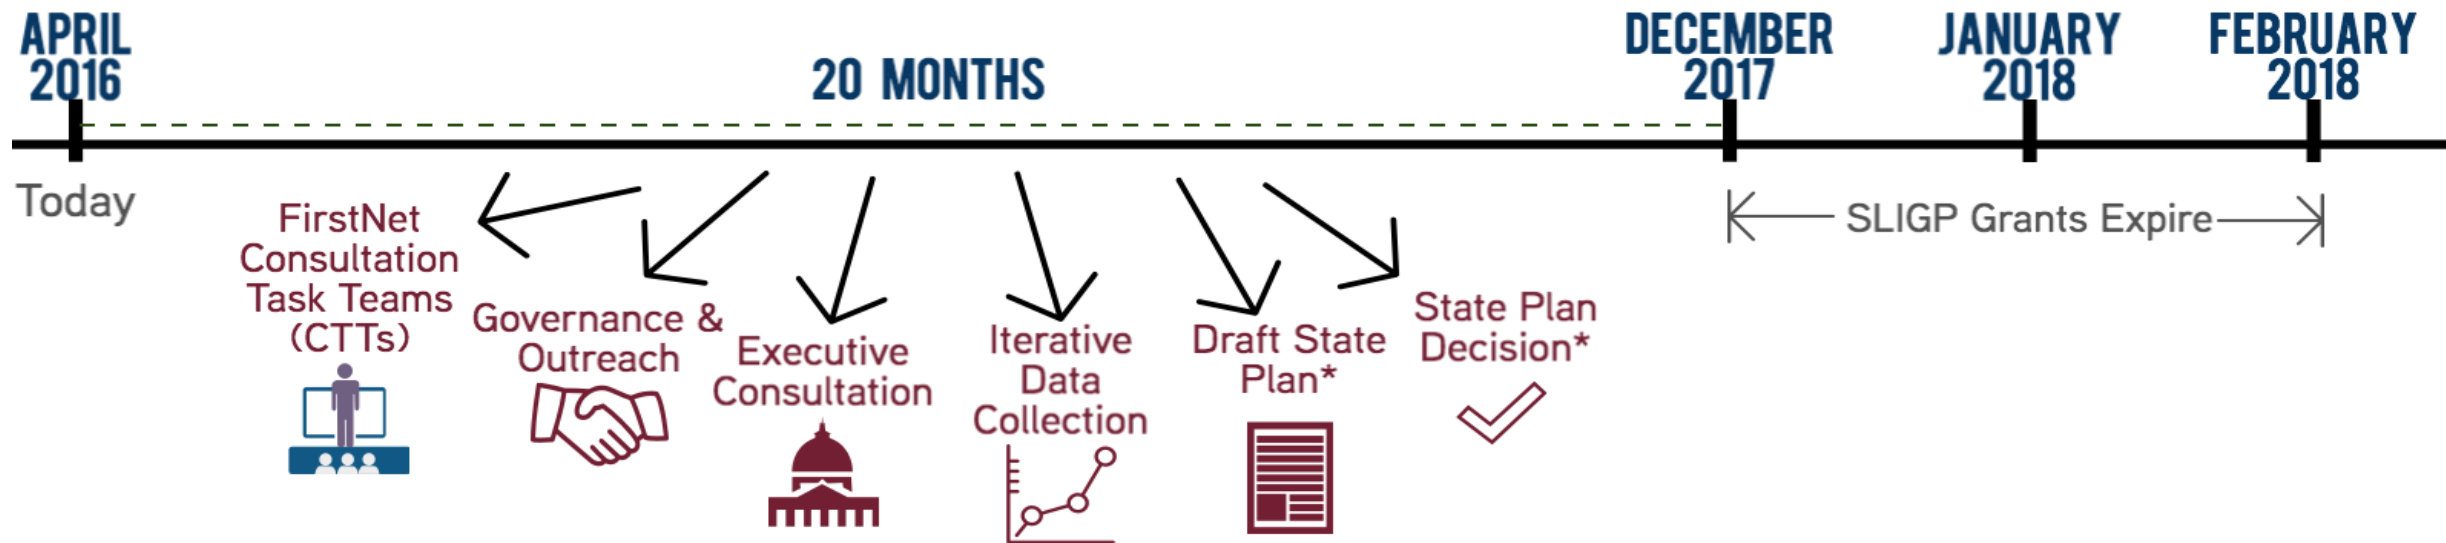 APRIL
2016
20 MONTHS
DECEMBER
2017
JANUARY
2018
FEBRUARY
2018
Today
SLIGP Grants Expire
FirstNet
Consultation
Task Teams
(CTTs)
Governance &
Outreach
Executive
Consultation
Iterative
Data
Collection
Draft State
Plan*
State Plan
Decision*